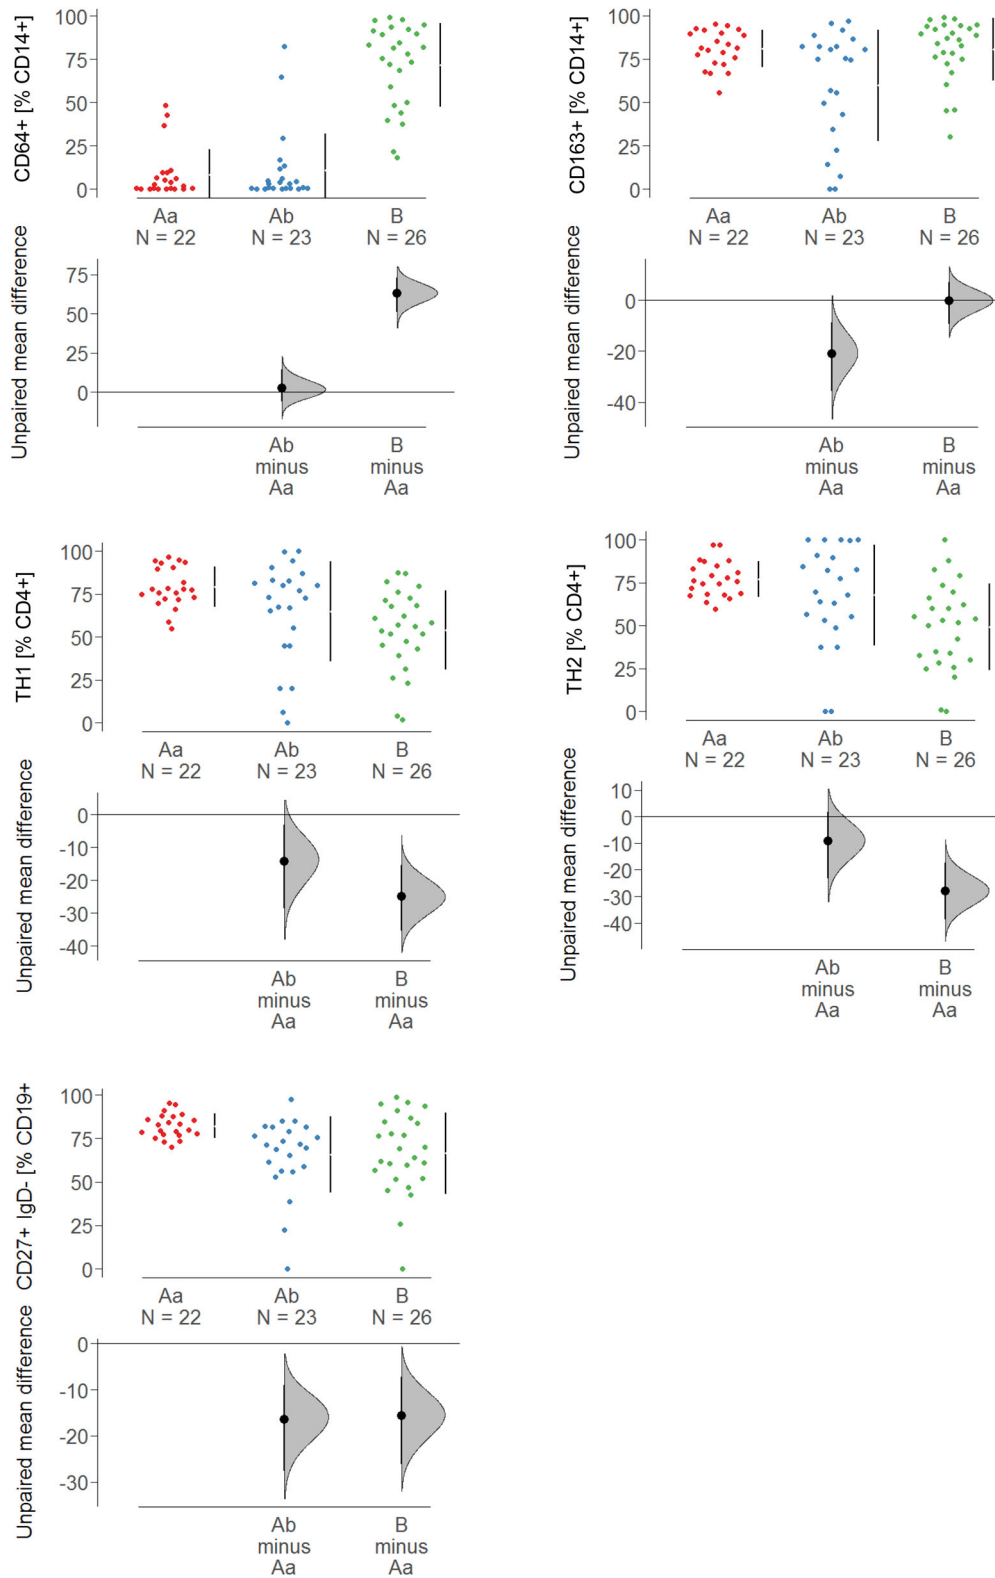 CD64+ [% CD14+]
100
75
50
25
0
Aa
N = 22
Ab
N = 23
B
N = 26
Unpaired mean difference
75
50
25
0
Ab
minus
Aa
B
minus
Aa
CD163+ [% CD14+]
100
75
50
25
0
Aa
N = 22
Ab
N = 23
B
N = 26
Unpaired mean difference
0
-20
-40
Ab
minus
Aa
B
minus
Aa
TH1 [% CD4+]
100
75
50
25
0
Aa
N = 22
Ab
N = 23
B
N = 26
Unpaired mean difference
0
-10
-20
-30
-40
Ab
minus
Aa
B
minus
Aa
TH2 [% CD4+]
100
75
50
25
0
Aa
N = 22
Ab
N = 23
B
N = 26
Unpaired mean difference
10
0
-10
-20
-30
-40
Ab
minus
Aa
B
minus
Aa
CD27+ IgD- [% CD19+
100
75
50
25
0
Aa
N = 22
Ab
N = 23
B
N = 26
Unpaired mean difference
0
-10
-20
-30
Ab
minus
Aa
B
minus
Aa